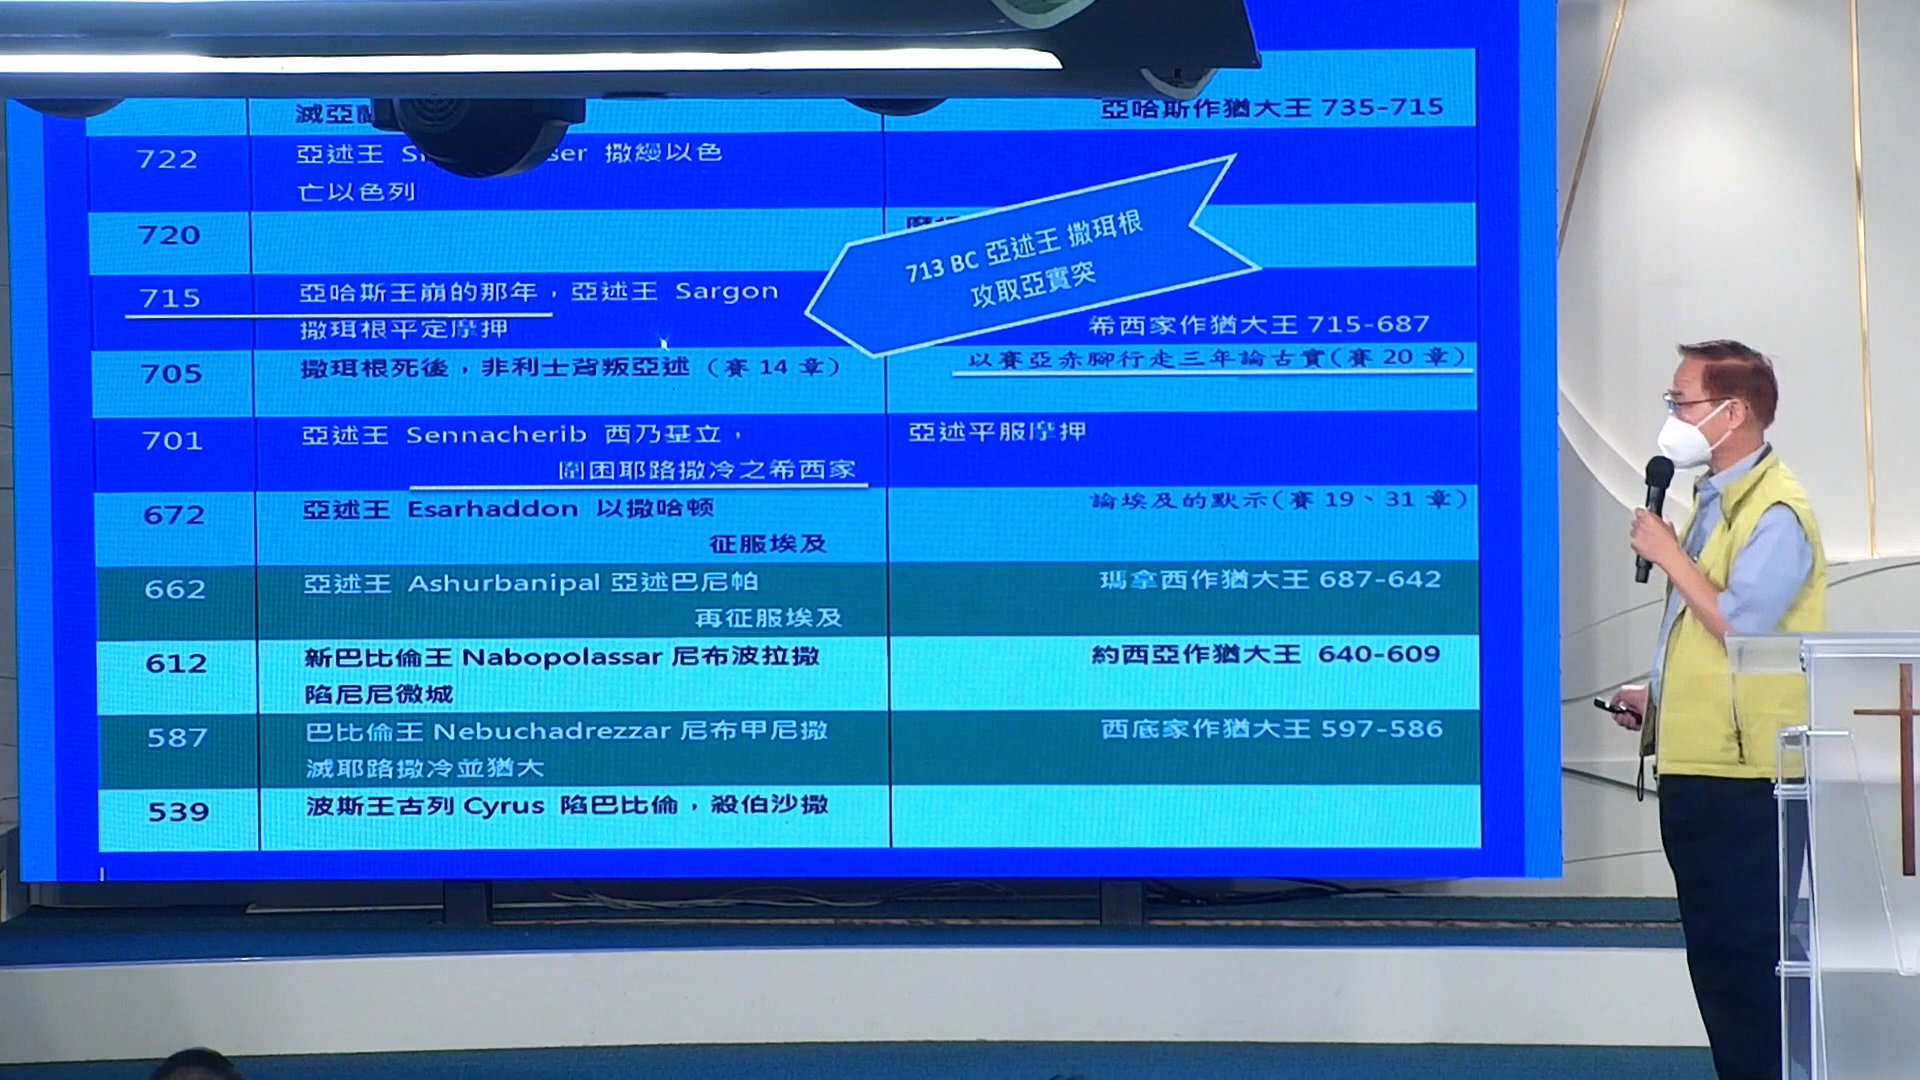 滅亞
亞哈斯作猶大王 735-715
722
亞述王 S ser 撒縵以色
亡以色列
720
713 BC 亞述王 撒珥根
攻取亞實突
715
亞哈斯王崩的那年，亞述王 Sargon
撒珥根平定摩押
希西家作猶大王 715-687
705
撒珥根死後，非利士背叛亞述（賽 14 章）
以賽亞赤腳行走三年論古實(賽 20 章)
701
亞述王 Sennacherib 西乃基立，
圍困耶路撒冷之希西家
亞述平服摩押
672
亞述王 Esarhaddon 以撒哈顿
征服埃及
論埃及的默示(賽 19、31 章)
662
亞述王 Ashurbanipal 亞述巴尼帕
再征服埃及
瑪拿西作猶大王 687-642
612
新巴比倫王 Nabopolassar 尼布波拉撒
陷尼尼微城
約西亞作猶大王 640-609
587
巴比倫王 Nebuchadrezzar 尼布甲尼撒
滅耶路撒冷並猶大
西底家作猶大王 597-586
539
波斯王古列 Cyrus 陷巴比倫，殺伯沙撒